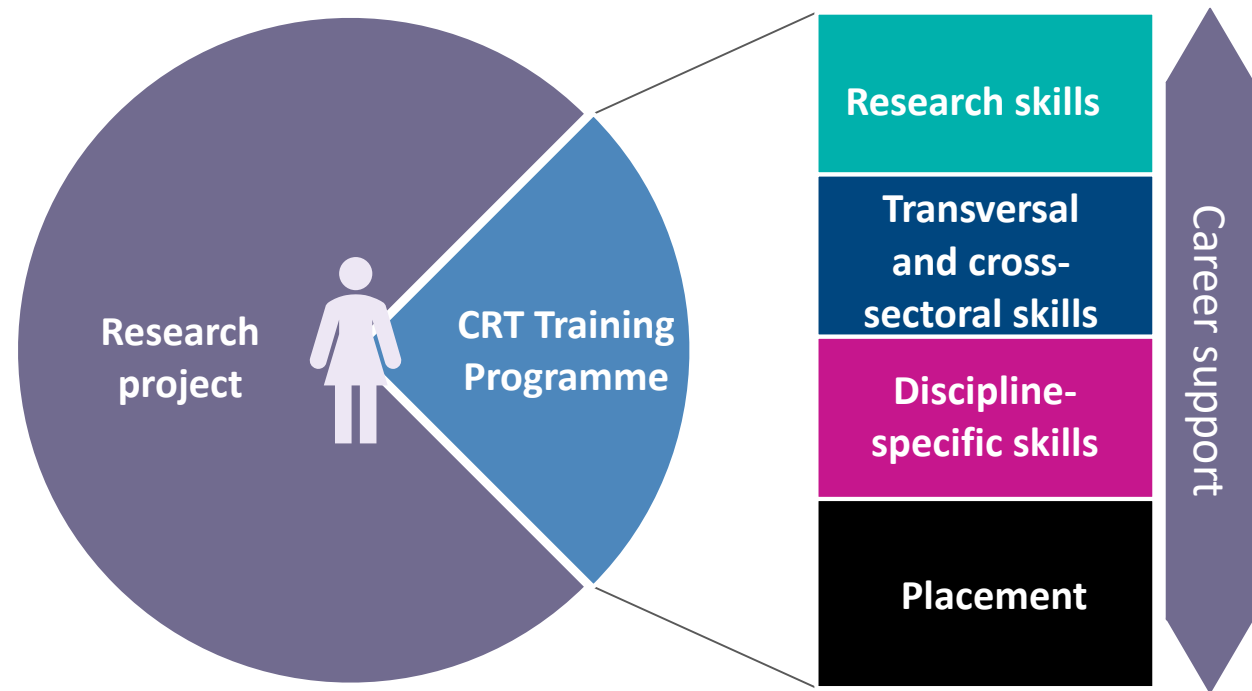 Research
project
CRT Training
Programme
Research skills
Transversal
and cross-
sectoral skills
Discipline-
specific skills
Placement
Career support